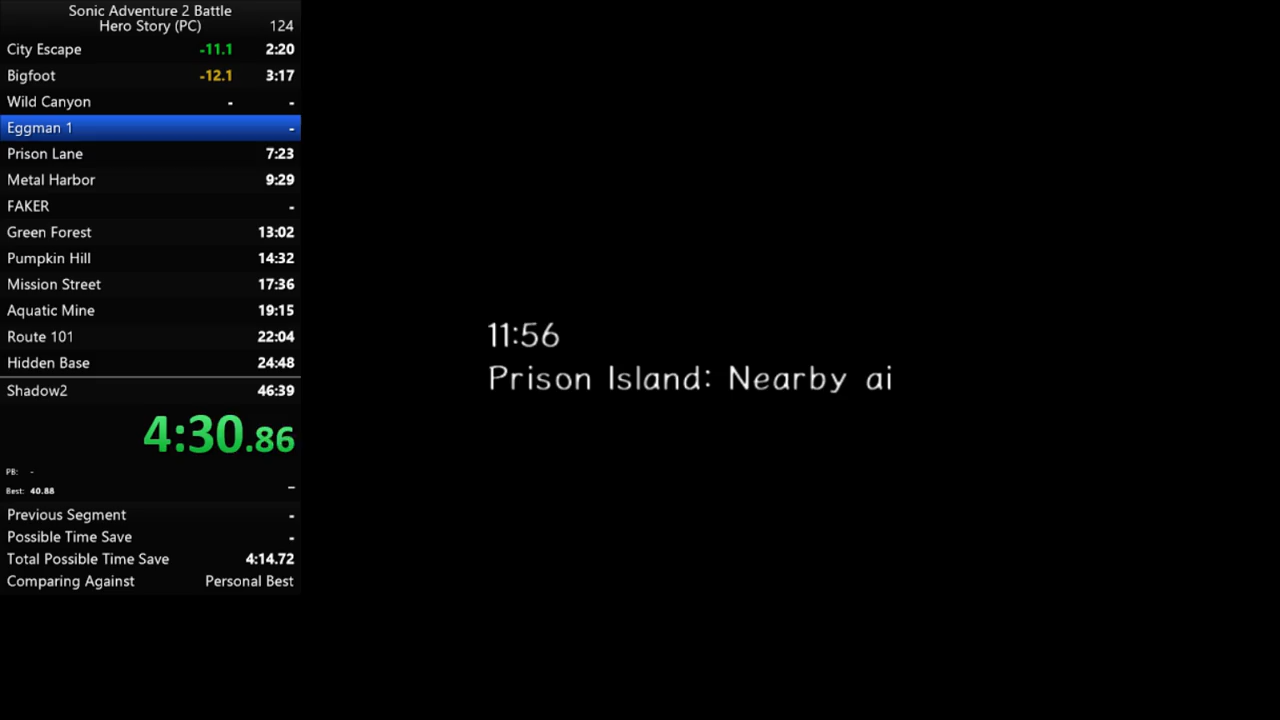 Sonic Adventure 2 Battle
Hero Story (PC) 124
City Escape -11.1 2:20
Bigfoot -12.1 3:17
Wild Canyon - -
Eggman 1 -
Prison Lane 7:23
Metal Harbor 9:29
FAKER -
Green Forest 13:02
Pumpkin Hill 14:32
Mission Street 17:36
Aquatic Mine 19:15
Route 101 22:04
Hidden Base 24:48
Shadow2 46:39
4:30.86
PB: -
Best: 40.88 -
Previous Segment -
Possible Time Save -
Total Possible Time Save 4:14.72
Comparing Against Personal Best
11:56
Prison Island: Nearby ai